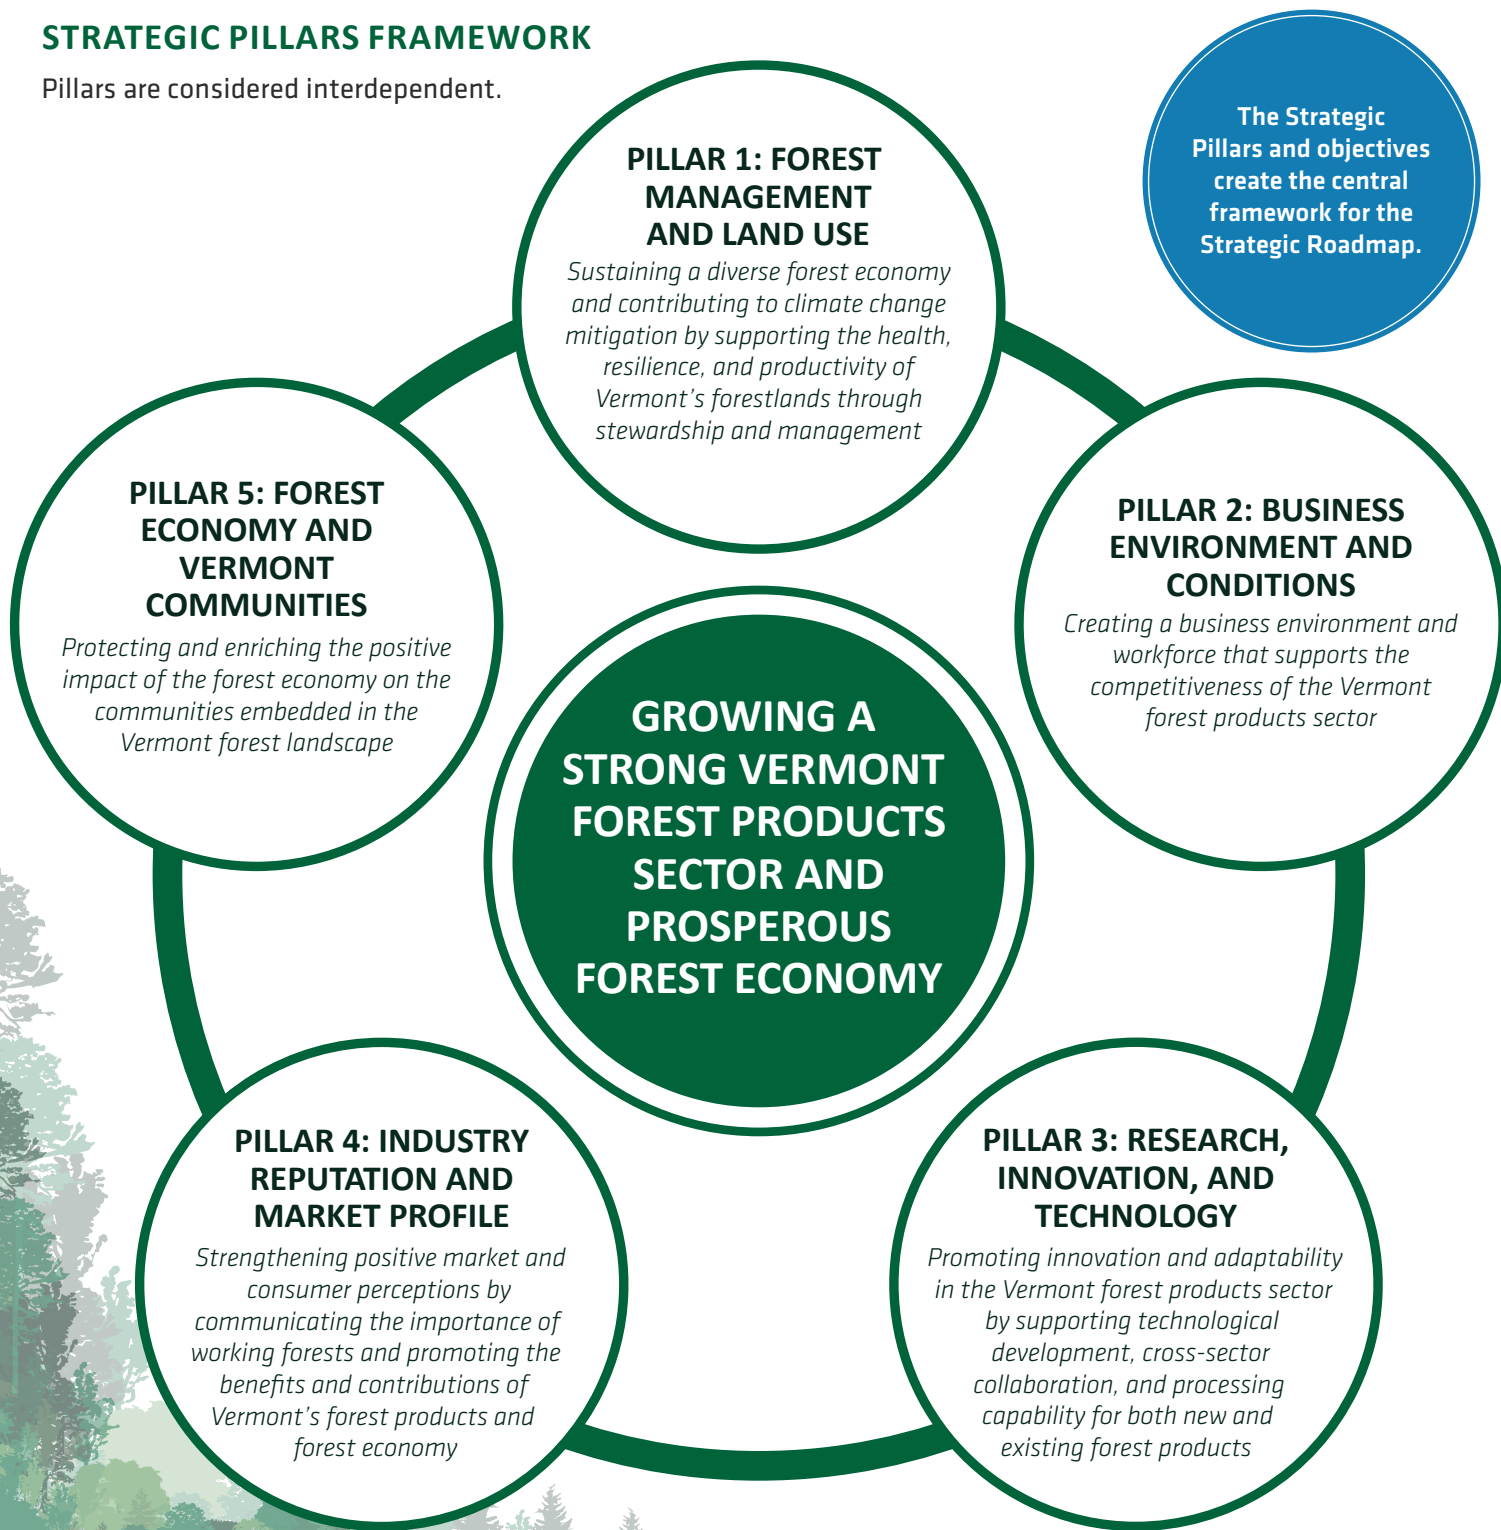 STRATEGIC PILLARS FRAMEWORK
Pillars are considered interdependent.
The Strategic
Pillars and objectives
create the central
framework for the
Strategic Roadmap.
PILLAR 1: FOREST
MANAGEMENT
AND LAND USE
Sustaining a diverse forest economy
and contributing to climate change
mitigation by supporting the health,
resilience, and productivity of
Vermont’s forestlands through
stewardship and management
PILLAR 2: BUSINESS
ENVIRONMENT AND
CONDITIONS
Creating a business environment and
workforce that supports the
competitiveness of the Vermont
forest products sector
PILLAR 5: FOREST
ECONOMY AND
VERMONT
COMMUNITIES
Protecting and enriching the positive
impact of the forest economy on the
communities embedded in the
Vermont forest landscape
GROWING A
STRONG VERMONT
FOREST PRODUCTS
SECTOR AND
PROSPEROUS
FOREST ECONOMY
PILLAR 4: INDUSTRY
REPUTATION AND
MARKET PROFILE
Strengthening positive market and
consumer perceptions by
communicating the importance of
working forests and promoting the
benefits and contributions of
Vermont’s forest products and
forest economy
PILLAR 3: RESEARCH,
INNOVATION, AND
TECHNOLOGY
Promoting innovation and adaptability
in the Vermont forest products sector
by supporting technological
development, cross-sector
collaboration, and processing
capability for both new and
existing forest products